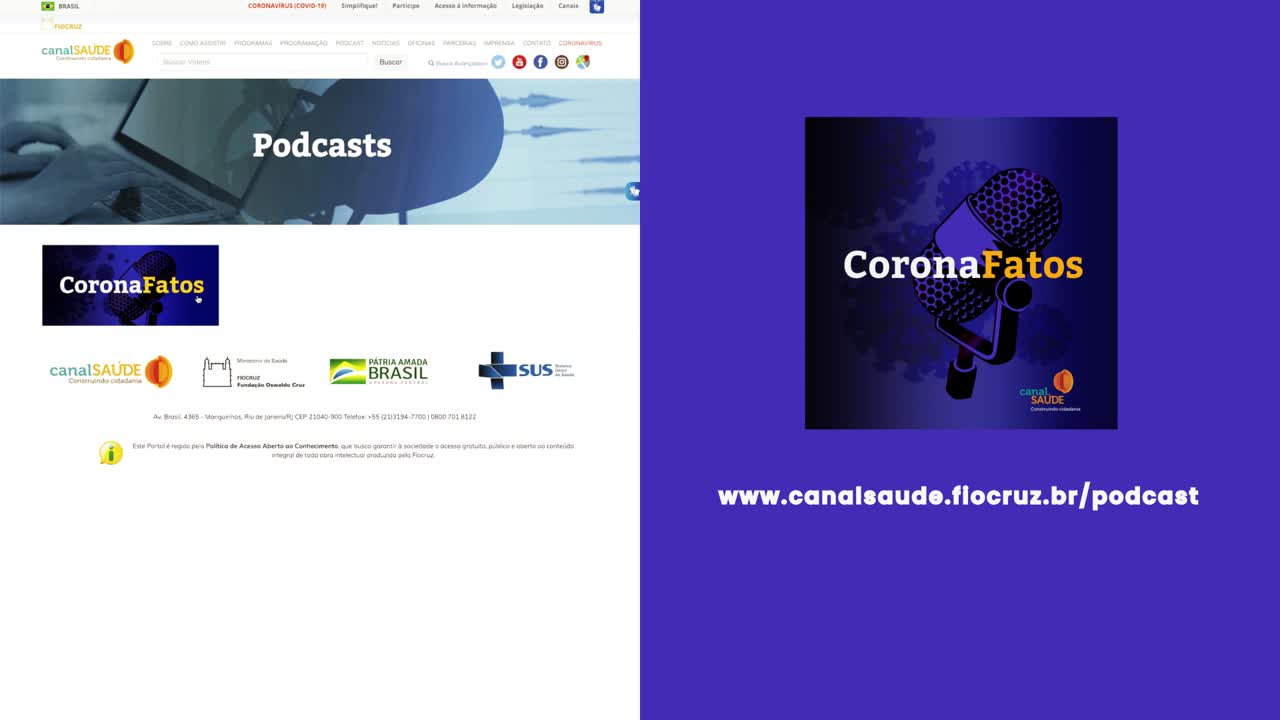 BRASIL
CORONAVÍRUS (COVID-19) Simplifique! Participe Acesso à informação Legislação Canais
FIOCRUZ
canalSAÚDE
Construindo cidadania
SOBRE COMO ASSISTIR PROGRAMAS PROGRAMAÇÃO PODCAST NOTÍCIAS OFICINAS PARCERIAS IMPRENSA CONTATO CORONAVÍRUS
Buscar Vídeos
Buscar
Busca Avançada
Podcasts
CoronaFatos
canalSAÚDE
Construindo cidadania
Ministério da Saúde
FIOCRUZ
Fundação Oswaldo Cruz
PÁTRIA AMADA
BRASIL
GOVERNO FEDERAL
SUS
Sistema
Único
de Saúde
Av. Brasil, 4365 - Manguinhos, Rio de Janeiro/RJ CEP 21040-900 Télefax: +55 (21)3194-7700 | 0800 701 8122
Este Portal é regido pela Política de Acesso Aberto ao Conhecimento, que busca garantir à sociedade o acesso gratuito, público e aberto ao conteúdo
integral de toda obra intelectual produzida pela Fiocruz.
CoronaFatos
canal
SAÚDE
Construindo cidadania
www.canalsaude.fiocruz.br/podcast